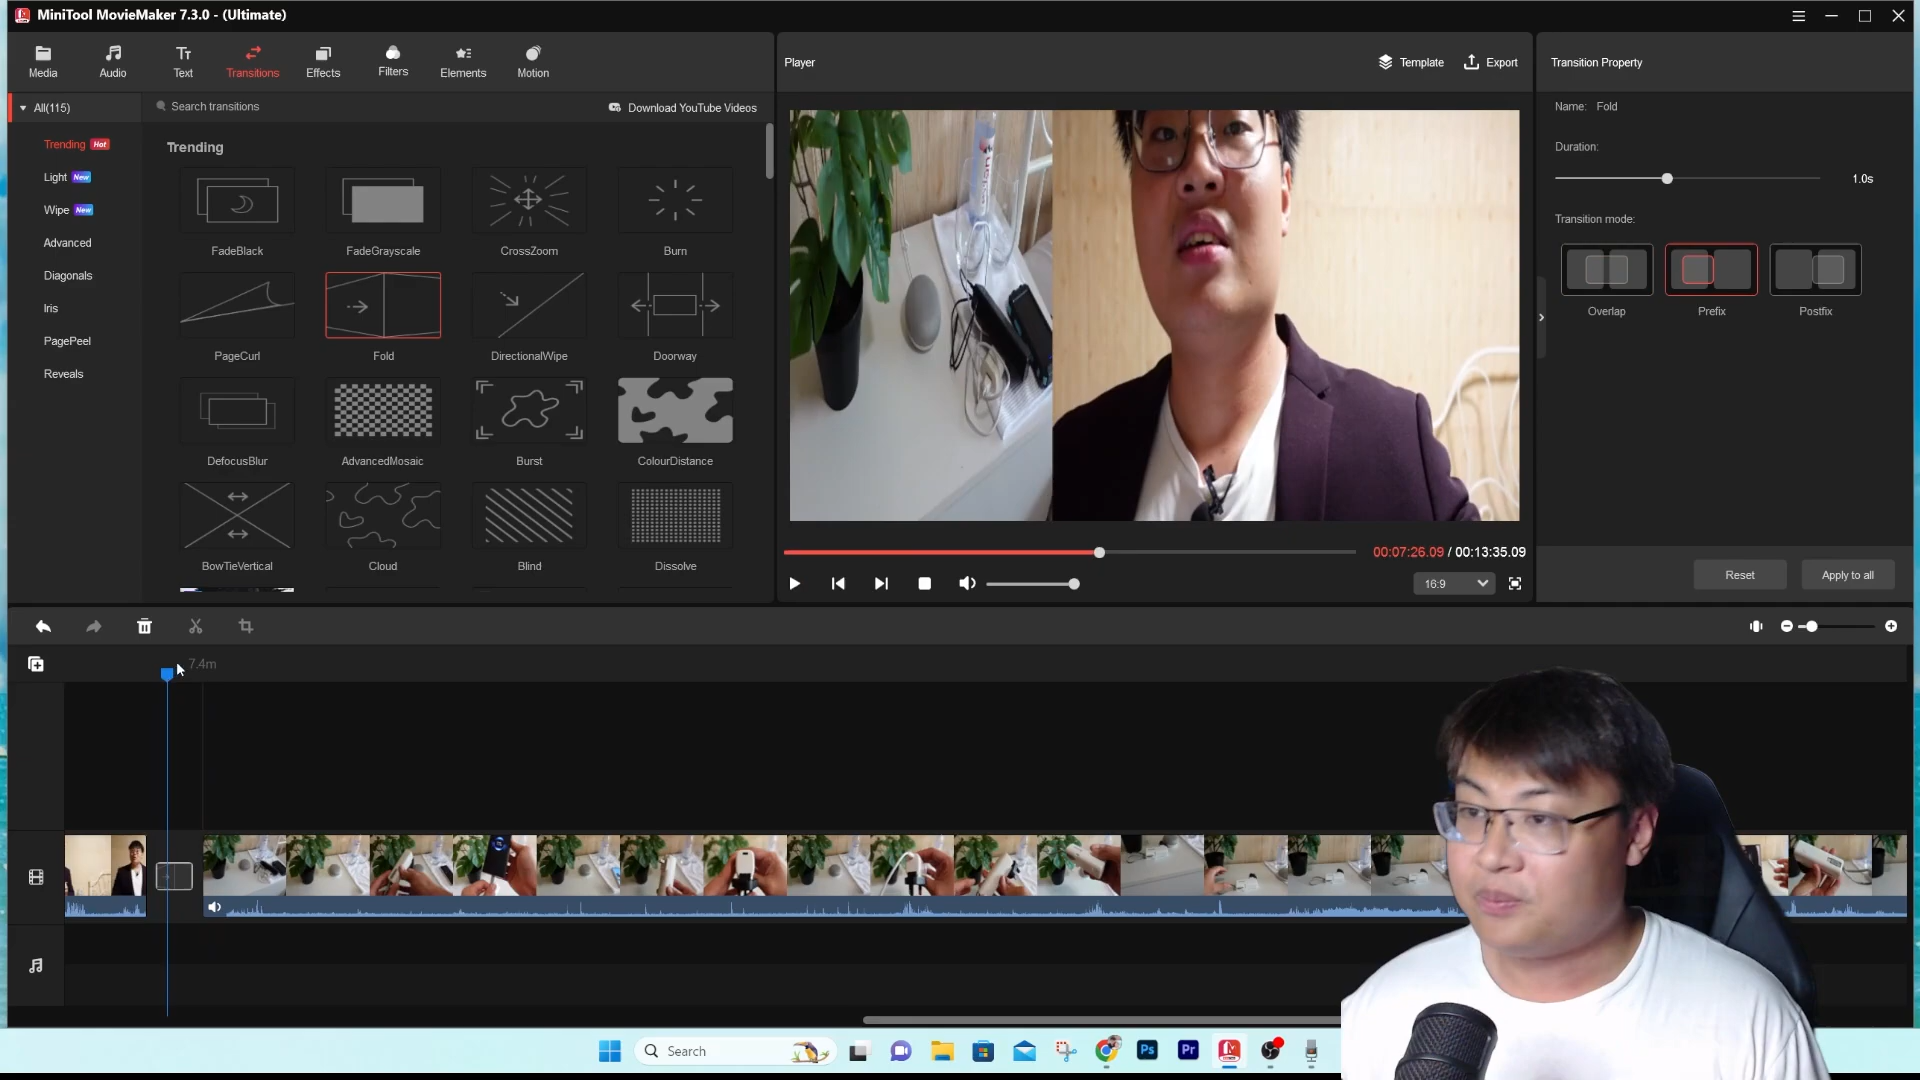 MiniTool MovieMaker 7.3.0 - (Ultimate)
Media
Audio
Text
Transitions
Effects
Filters
Elements
Motion
Player
Template
Export
Transition Property
All(115)
Search transitions
Download YouTube Videos
Name: Fold
Trending Hot
Light New
Wipe New
Advanced
Diagonals
Iris
PagePeel
Reveals
Trending
FadeBlack
FadeGrayscale
CrossZoom
Burn
PageCurl
Fold
DirectionalWipe
Doorway
DefocusBlur
AdvancedMosaic
Burst
ColourDistance
BowTieVertical
Cloud
Blind
Dissolve
Duration:
1.0s
Transition mode:
Overlap
Prefix
Postfix
00:07:26.09 / 00:13:35.09
16:9
Reset
Apply to all
7.4m
Search
Ps
Pr